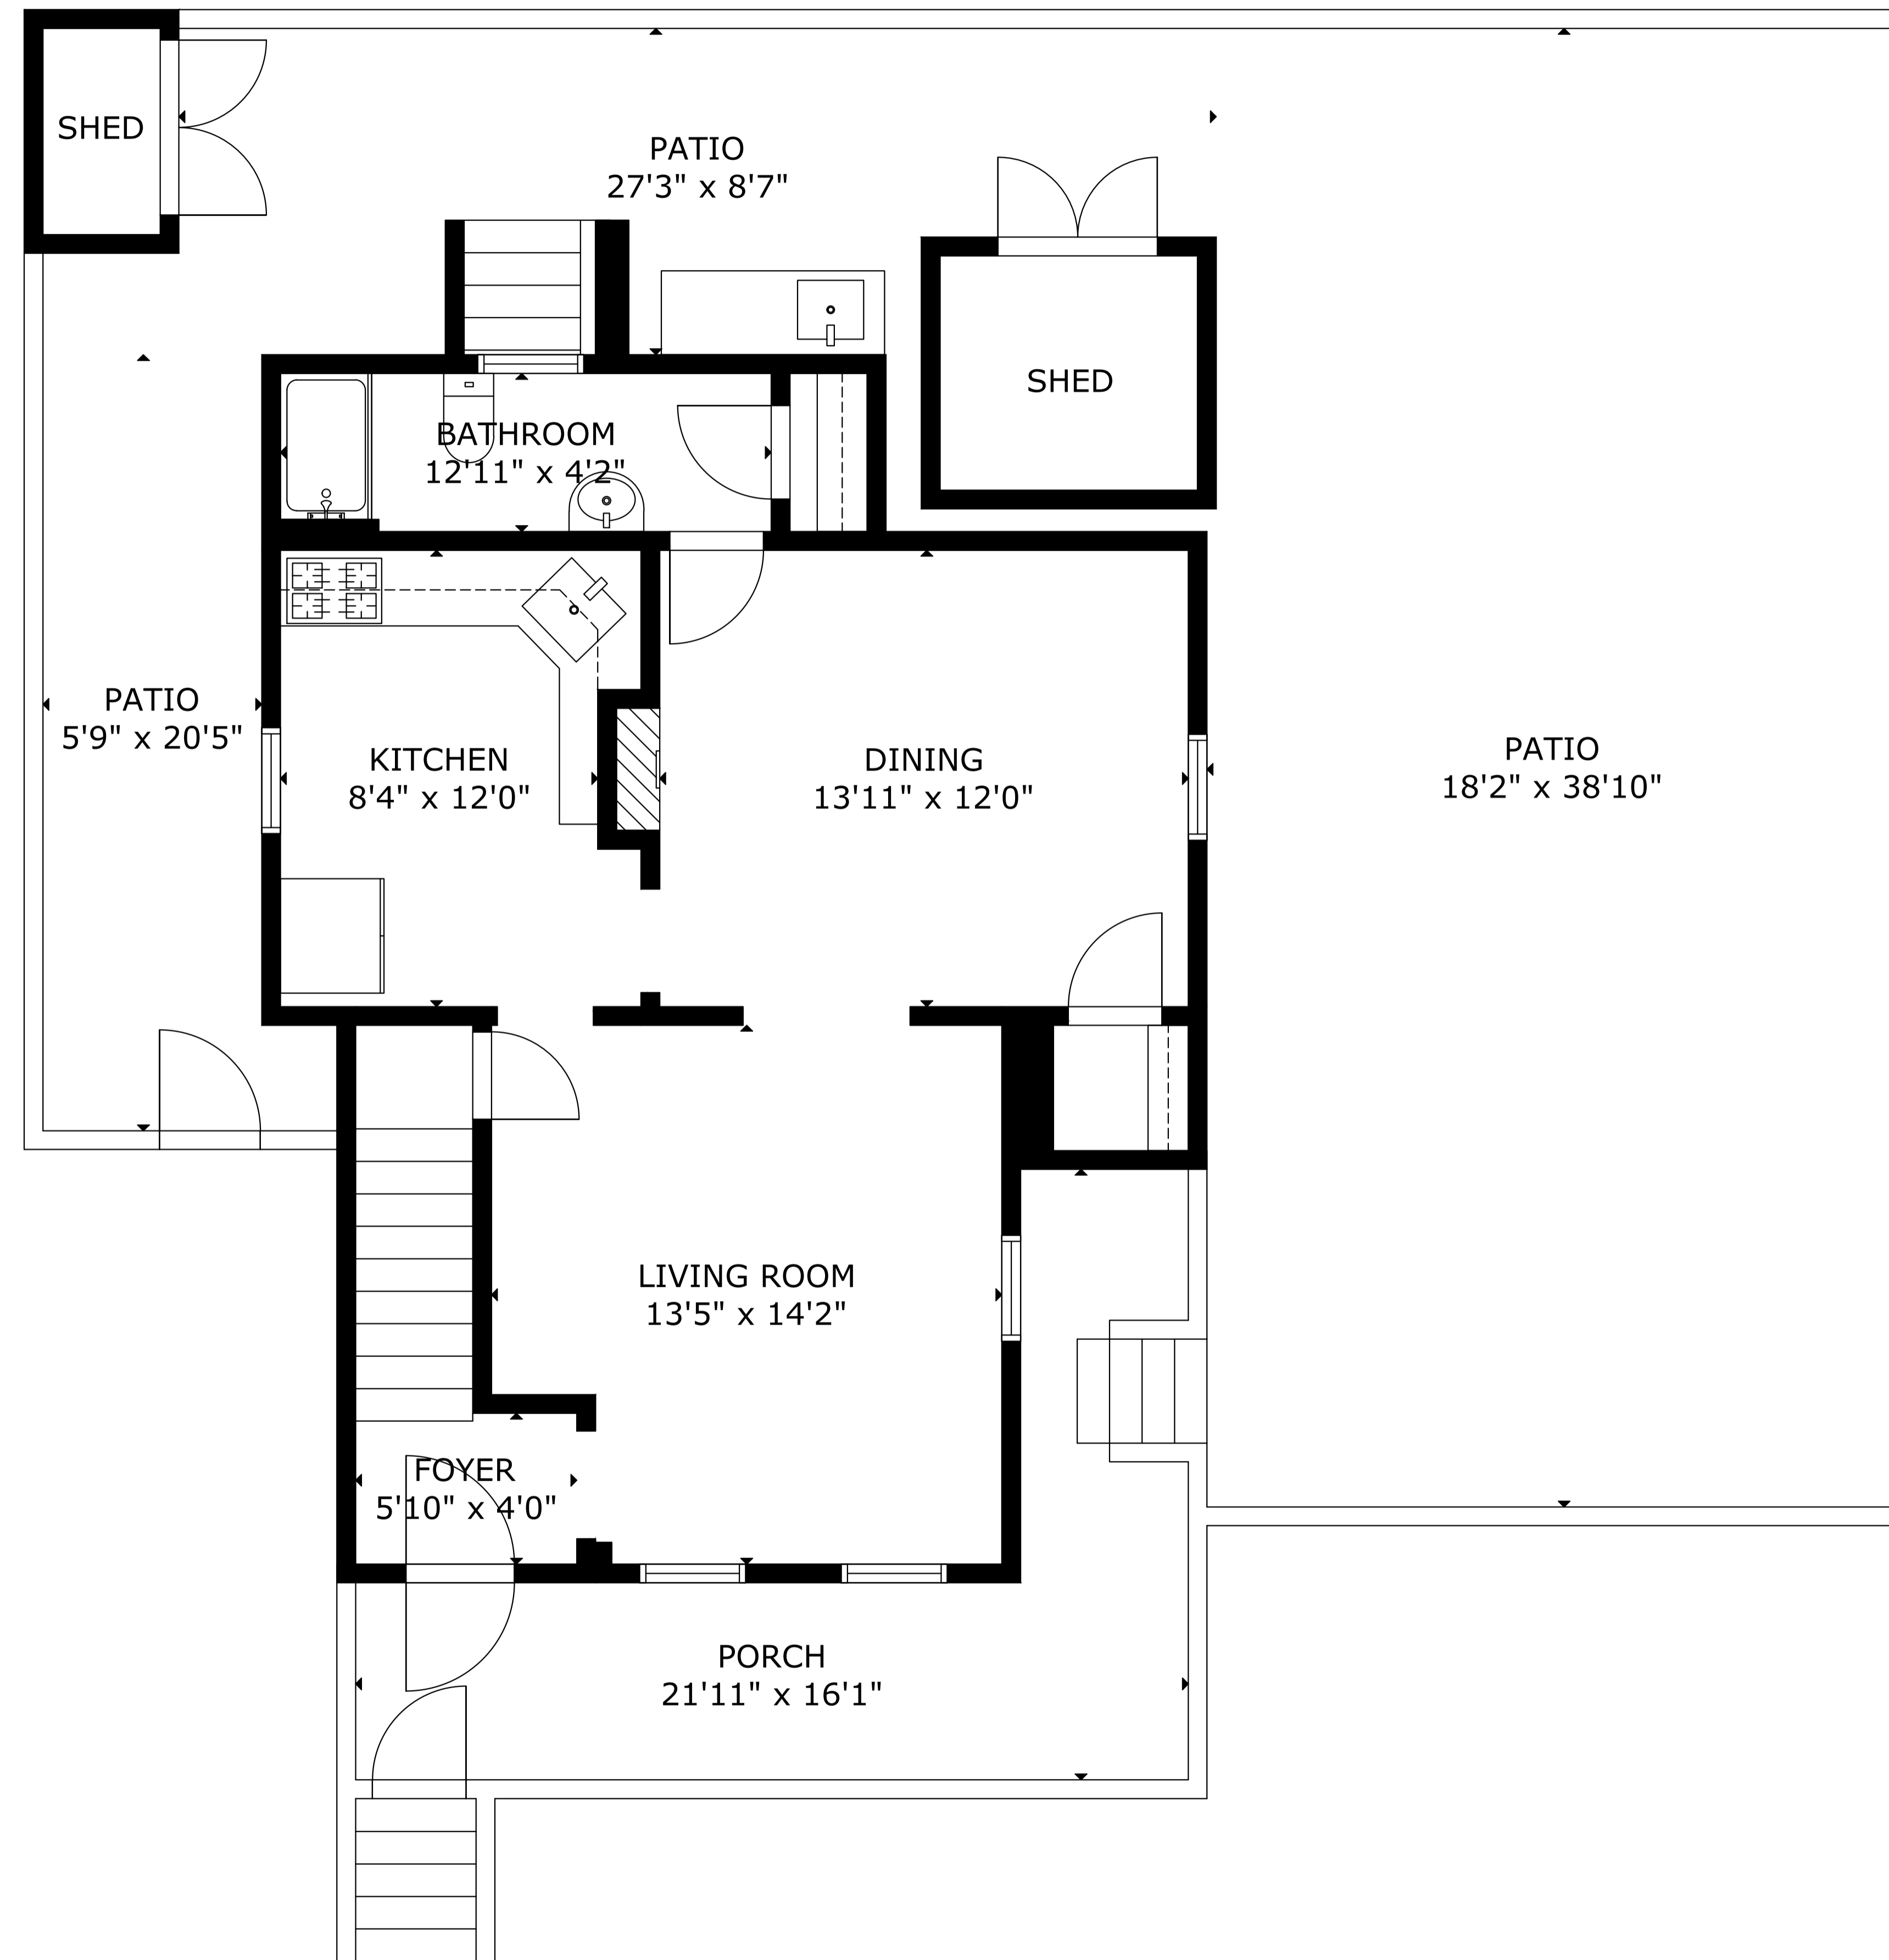 SHED
PATIO
27'3" x 8'7"
SHED
BATHROOM
12'11" x 4'2"
PATIO
5'9" x 20'5"
KITCHEN
8'4" x 12'0"
DINING
13'11" x 12'0"
PATIO
18'2" x 38'10"
LIVING ROOM
13'5" x 14'2"
FOYER
5'10" x 4'0"
PORCH
21'11" x 16'1"